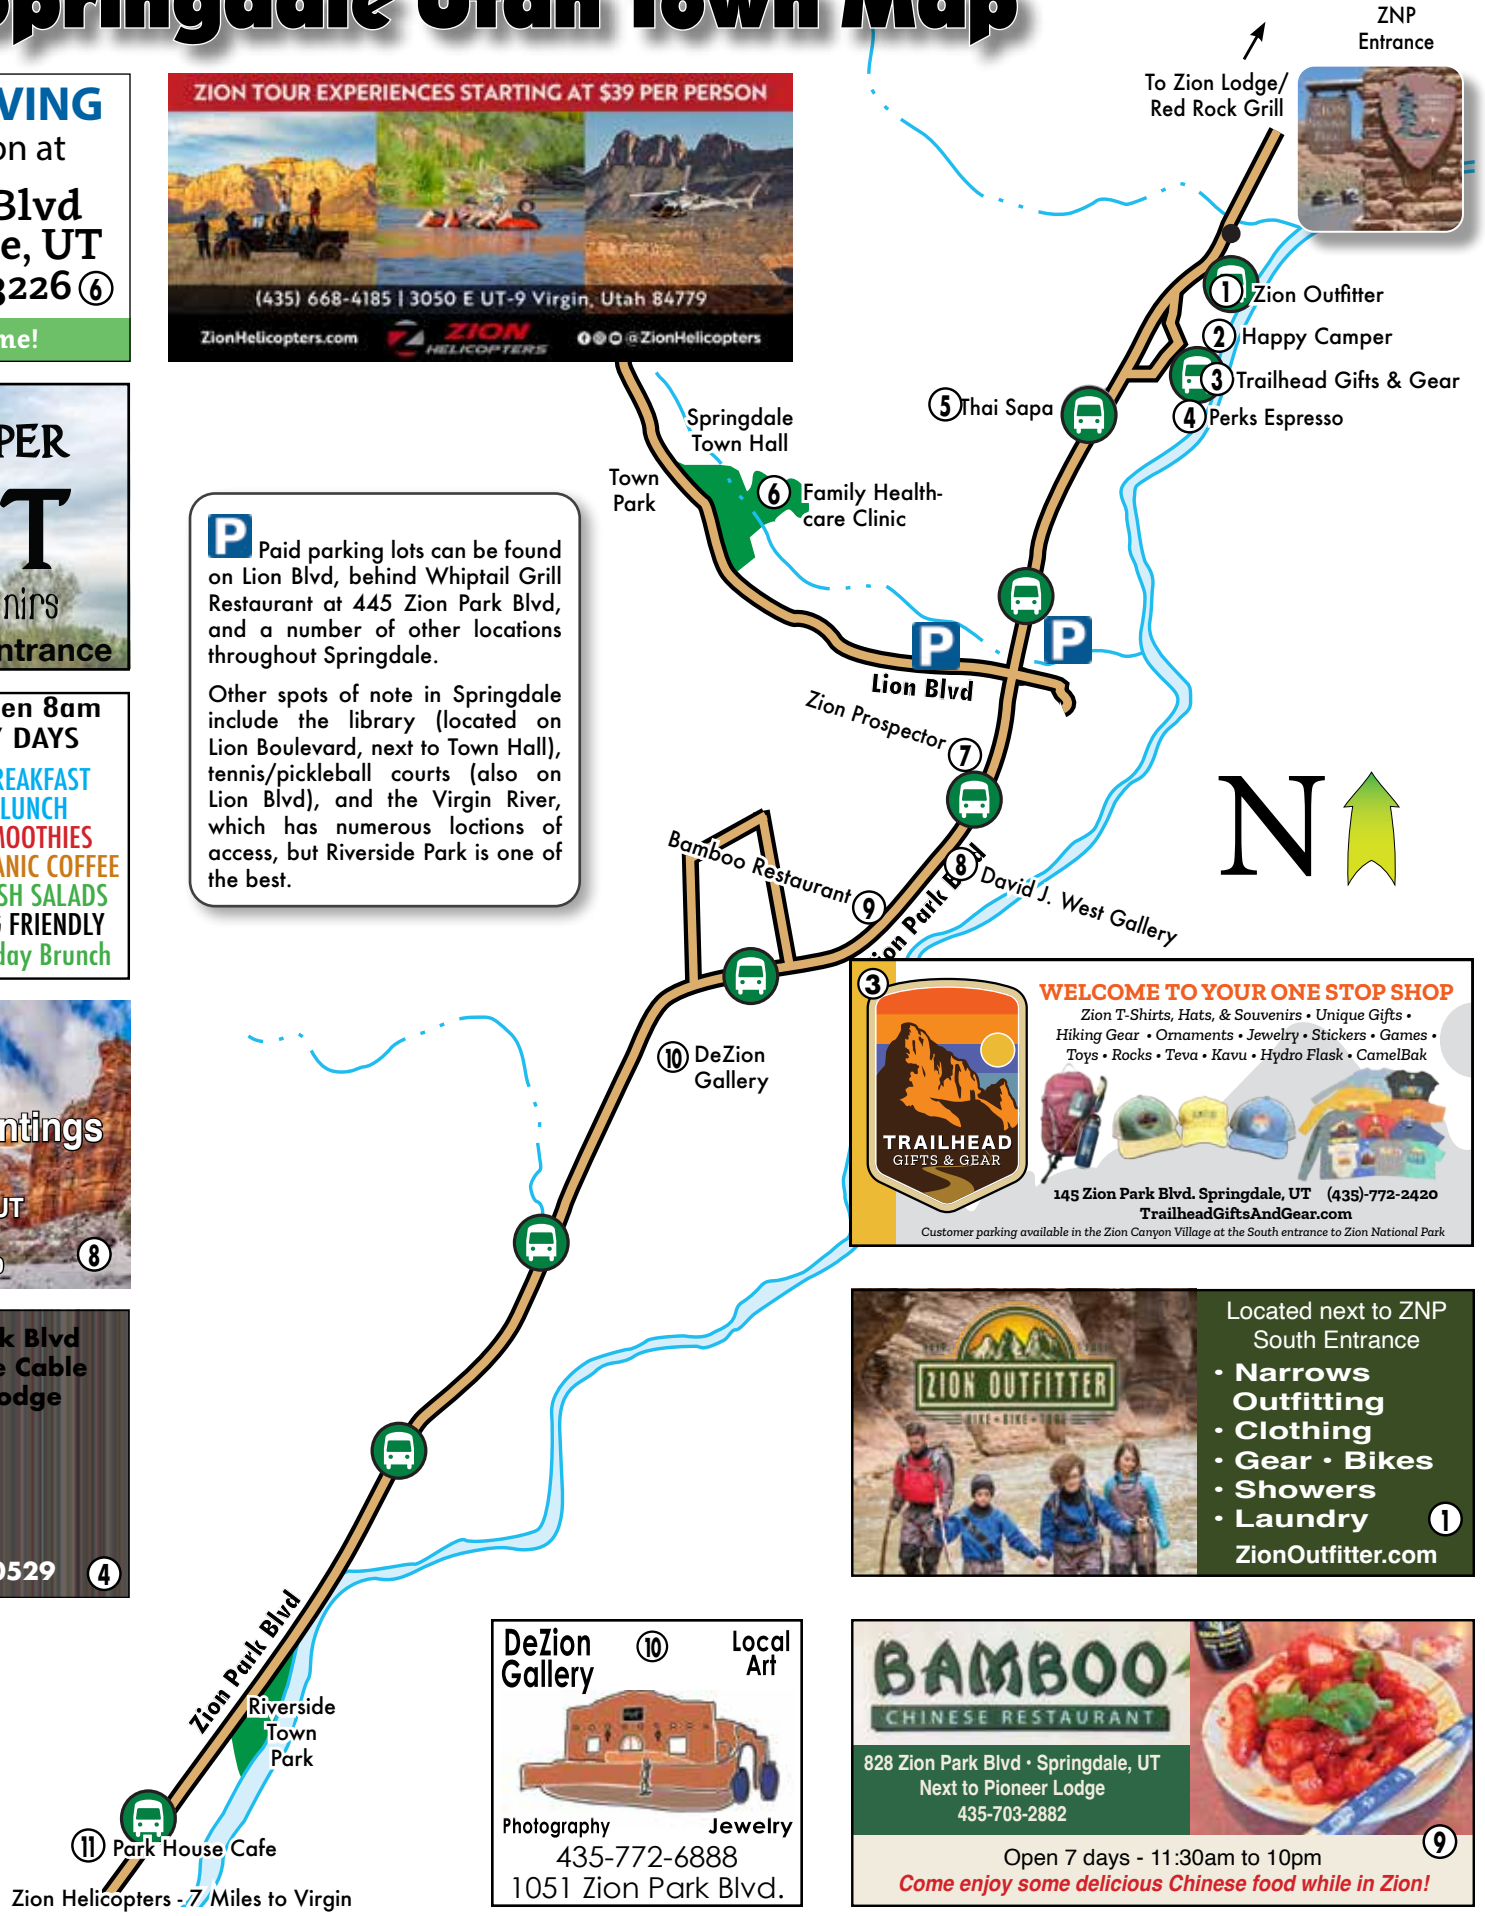 Springdale Utah Town Map
ZNP
Entrance
To Zion Lodge/
Red Rock Grill
VING
on at
Blvd
e, UT
3226 6
me!
PER
T
nirs
ntrance
en 8am
Y DAYS
REAKFAST
LUNCH
MOOTHIES
ANIC COFFEE
SH SALADS
G FRIENDLY
day Brunch
ntings
UT
8
k Blvd
e Cable
odge
0529 4
ZION TOUR EXPERIENCES STARTING AT $39 PER PERSON
(435) 668-4185 | 3050 E UT-9 Virgin, Utah 84779
ZionHelicopters.com
ZION
HELICOPTERS
@ZionHelicopters
P Paid parking lots can be found
on Lion Blvd, behind Whiptail Grill
Restaurant at 445 Zion Park Blvd,
and a number of other locations
throughout Springdale.
Other spots of note in Springdale
include the library (located on
Lion Boulevard, next to Town Hall),
tennis/pickleball courts (also on
Lion Blvd), and the Virgin River,
which has numerous loctions of
access, but Riverside Park is one of
the best.
1 Zion Outfitter
2 Happy Camper
3 Trailhead Gifts & Gear
4 Perks Espresso
5 Thai Sapa
Springdale
Town Hall
Town
Park
6 Family Health-
care Clinic
P
P
Lion Blvd
Zion Prospector 7
N
8 David J. West Gallery
Bamboo Restaurant 9
ion Park B d
10 DeZion
Gallery
Zion Park Blvd
Riverside
Town
Park
11 Park House Cafe
Zion Helicopters - 7 Miles to Virgin
3
TRAILHEAD
GIFTS & GEAR
WELCOME TO YOUR ONE STOP SHOP
Zion T-Shirts, Hats, & Souvenirs • Unique Gifts •
Hiking Gear • Ornaments • Jewelry • Stickers • Games •
Toys • Rocks • Teva • Kavu • Hydro Flask • CamelBak
145 Zion Park Blvd. Springdale, UT (435)-772-2420
TrailheadGiftsAndGear.com
Customer parking available in the Zion Canyon Village at the South entrance to Zion National Park
ZION OUTFITTER
Located next to ZNP
South Entrance
• Narrows
Outfitting
• Clothing
• Gear • Bikes
• Showers
• Laundry
1
ZionOutfitter.com
DeZion
Gallery
10
Local
Art
Photography
Jewelry
435-772-6888
1051 Zion Park Blvd.
BAMBOO
CHINESE RESTAURANT
828 Zion Park Blvd • Springdale, UT
Next to Pioneer Lodge
435-703-2882
9
Open 7 days - 11:30am to 10pm
Come enjoy some delicious Chinese food while in Zion!